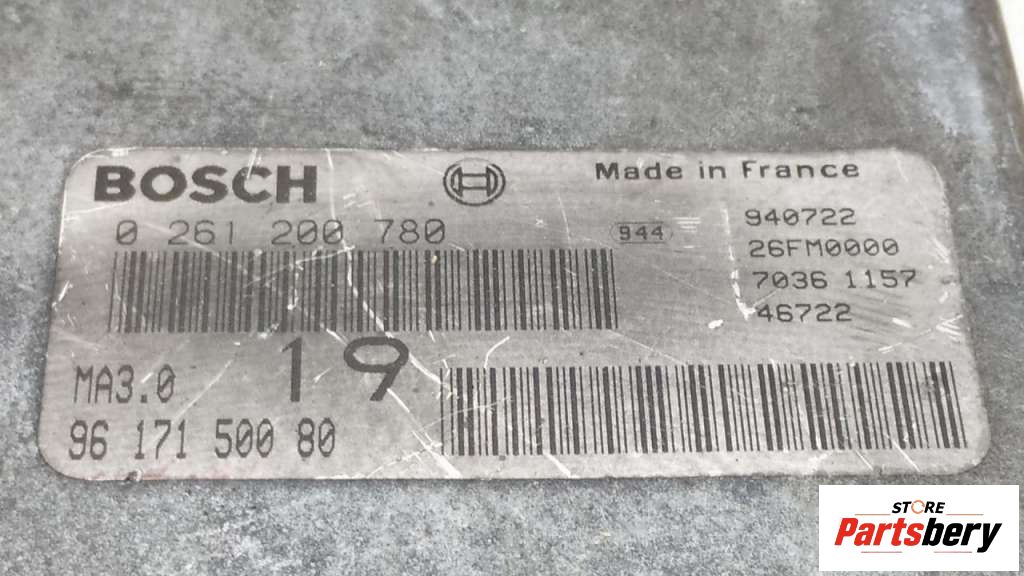 BOSCH
Made in France
0 261 200 780
944
940722
26FM0000
7036 1157
46722
19
MA3.0
96 171 500 80
STORE
Partsbery